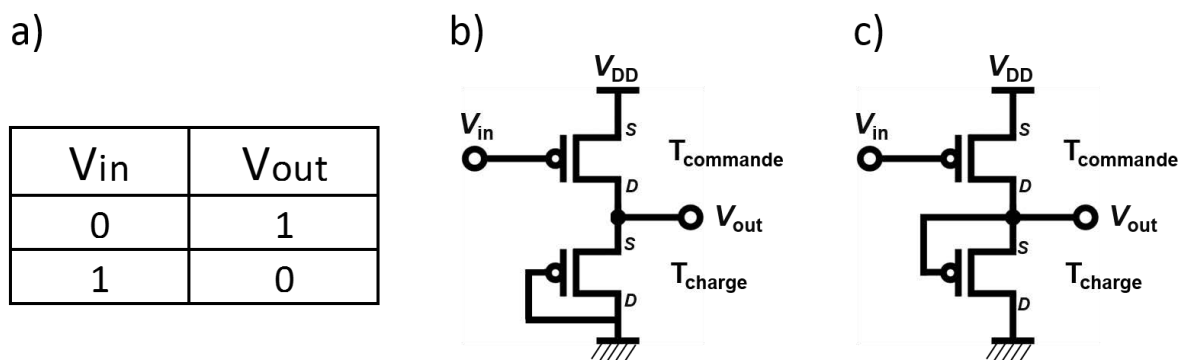 a)
Vin Vout
0 1
1 0
b)
VDD
Vin
S
Tcommande
D
Vout
S
Tcharge
D
c)
VDD
Vin
S
Tcommande
D
Vout
S
Tcharge
D